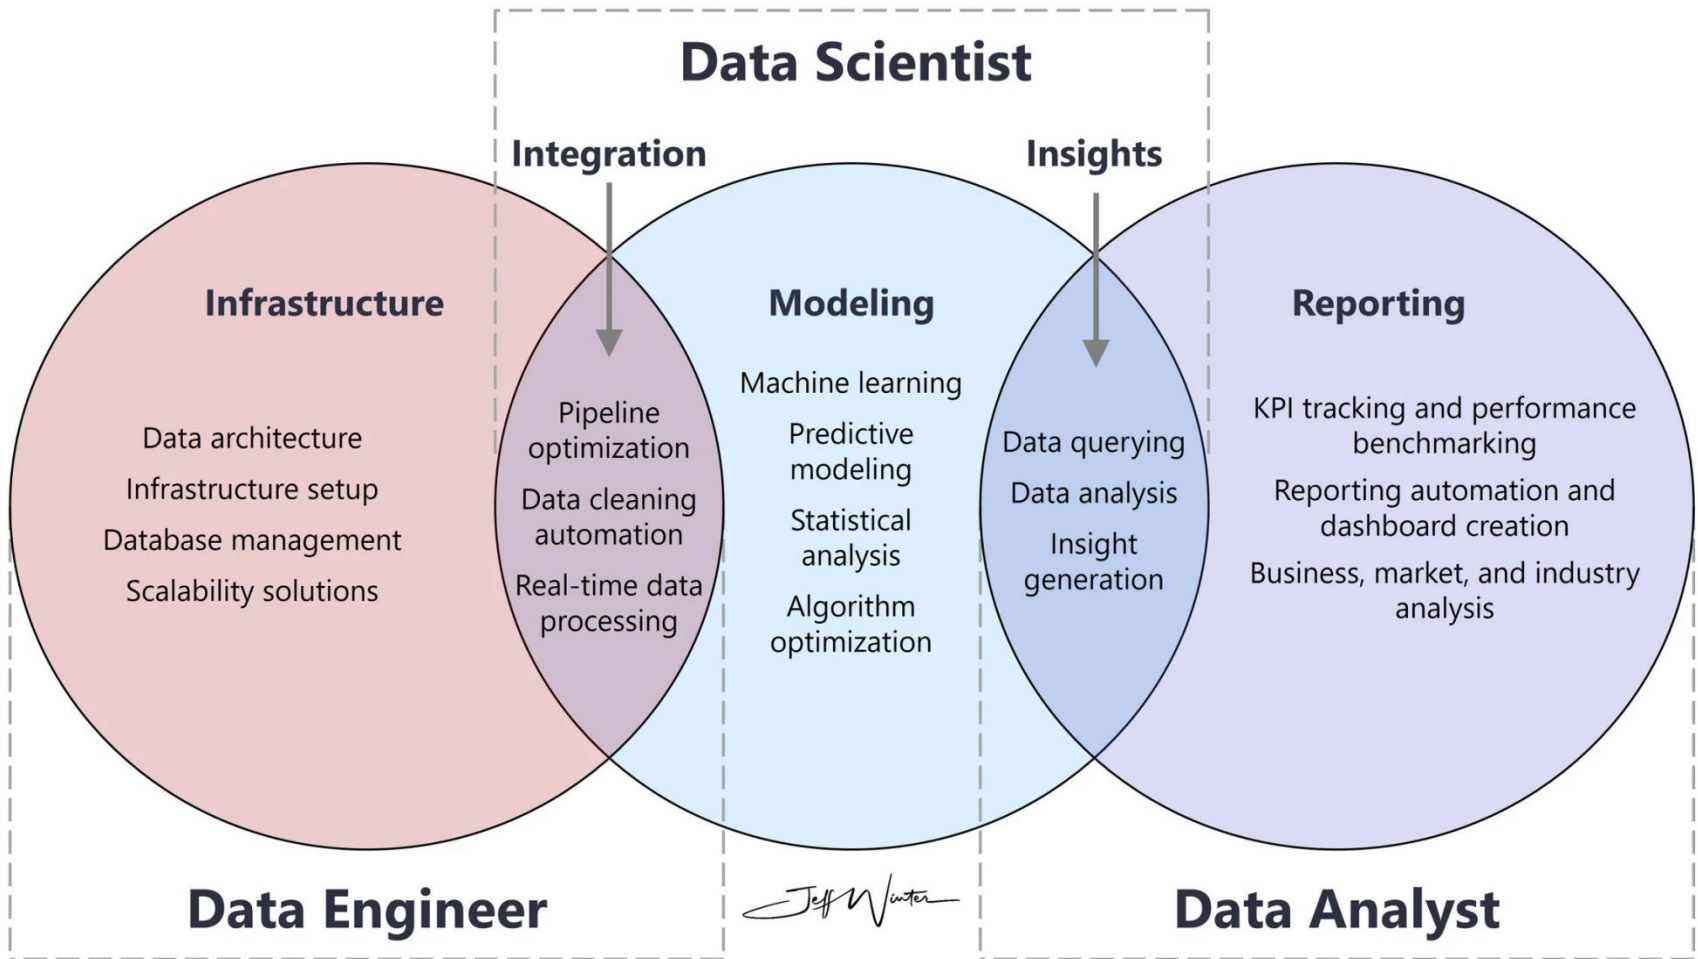 Data Scientist
Integration
Insights
Infrastructure
Data architecture
Infrastructure setup
Database management
Scalability solutions
Pipeline
optimization
Data cleaning
automation
Real-time data
processing
Modeling
Machine learning
Predictive
modeling
Statistical
analysis
Algorithm
optimization
Data querying
Data analysis
Insight
generation
Reporting
KPI tracking and performance
benchmarking
Reporting automation and
dashboard creation
Business, market, and industry
analysis
Data Engineer
Jeff Winter
Data Analyst